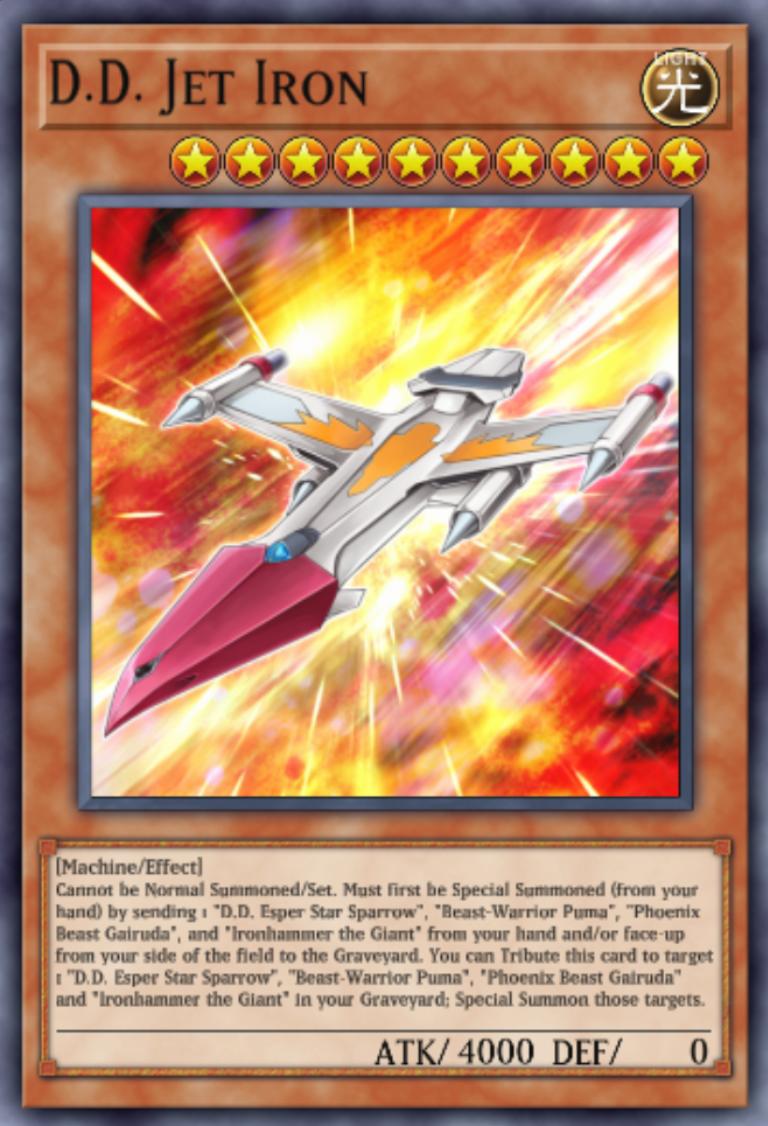 D.D. Jet Iron
LIGHT
光
[Machine/Effect]
Cannot be Normal Summoned/Set. Must first be Special Summoned (from your
hand) by sending 1 "D.D. Esper Star Sparrow", "Beast-Warrior Puma", "Phoenix
Beast Gairuda", and "Ironhammer the Giant" from your hand and/or face-up
from your side of the field to the Graveyard. You can Tribute this card to target
1 "D.D. Esper Star Sparrow", "Beast-Warrior Puma", "Phoenix Beast Gairuda"
and "Ironhammer the Giant" in your Graveyard; Special Summon those targets.
ATK/ 4000 DEF/ 0